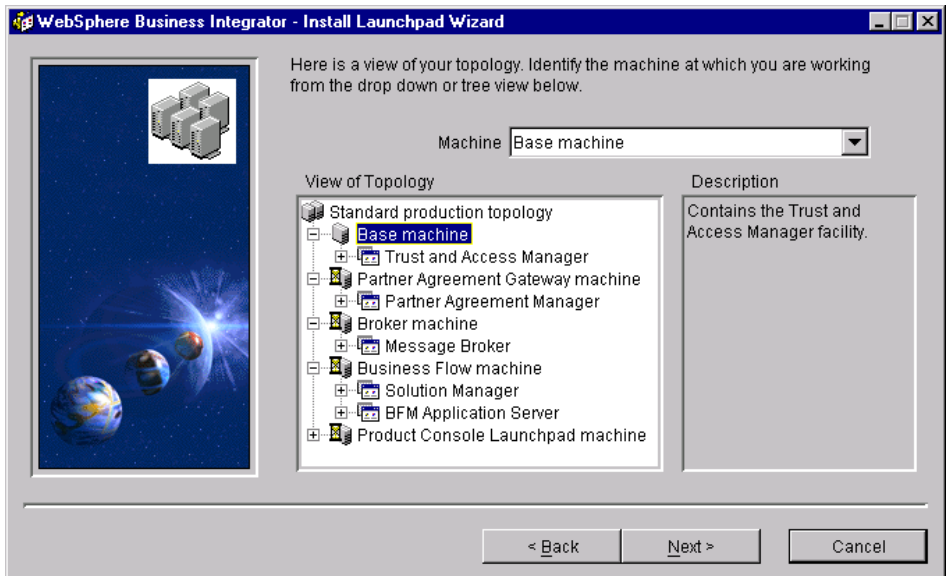 WebSphere Business Integrator - Install Launchpad Wizard
Here is a view of your topology. Identify the machine at which you are working
from the drop down or tree view below.
Machine Base machine
View of Topology
Standard production topology
Base machine
Trust and Access Manager
Partner Agreement Gateway machine
Partner Agreement Manager
Broker machine
Message Broker
Business Flow machine
Solution Manager
BFM Application Server
Product Console Launchpad machine
Description
Contains the Trust and
Access Manager facility.
< Back Next > Cancel